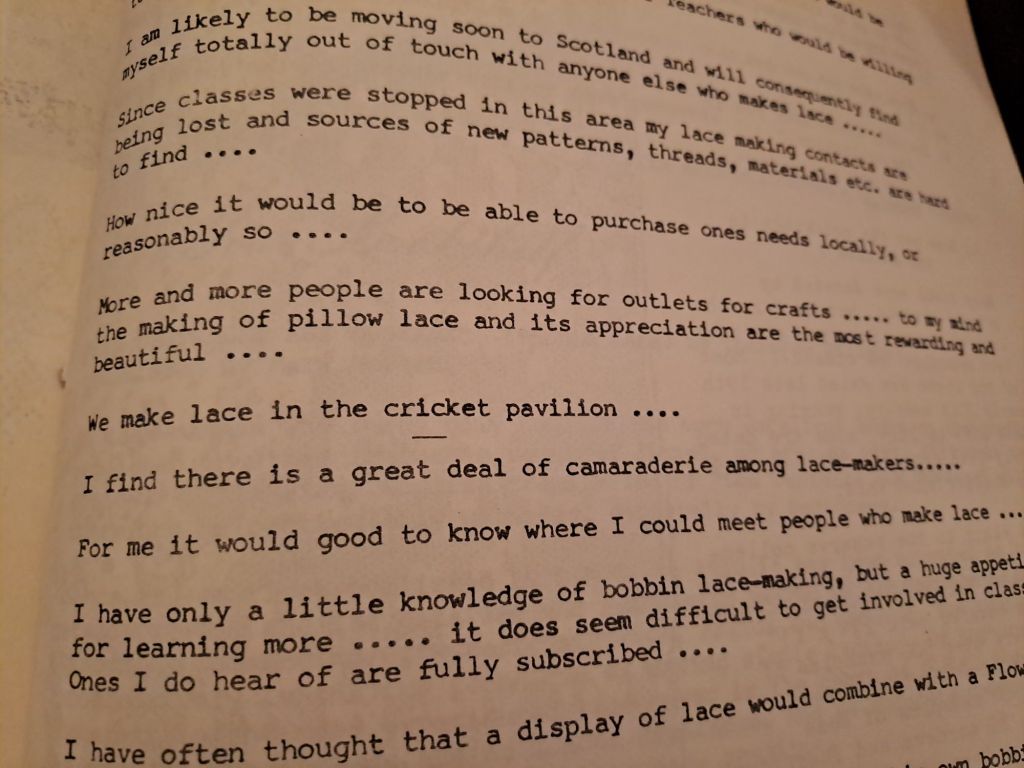 would be
Teachers who would be willing
I am likely to be moving soon to Scotland and will consequently find
myself totally out of touch with anyone else who makes lace .....
Since classes were stopped in this area my lace making contacts are
being lost and sources of new patterns, threads, materials etc. are hard
to find ....
How nice it would be to be able to purchase ones needs locally, or
reasonably so ....
More and more people are looking for outlets for crafts ..... to my mind
the making of pillow lace and its appreciation are the most rewarding and
beautiful ....
We make lace in the cricket pavilion ....
I find there is a great deal of camaraderie among lace-makers.....
For me it would good to know where I could meet people who make lace ...
I have only a little knowledge of bobbin lace-making, but a huge appeti
for learning more ..... it does seem difficult to get involved in clas
Ones I do hear of are fully subscribed ....
I have often thought that a display of lace would combine with a Flow
own bobbi